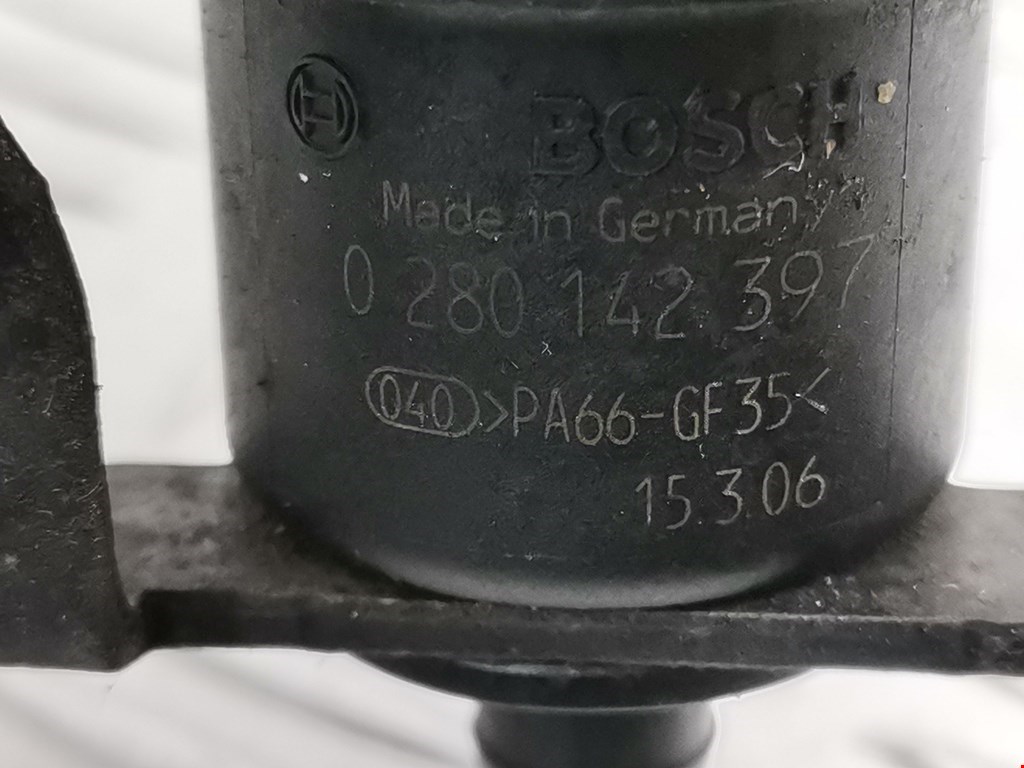 BOSCH
Made in Germany
0 280 142 397
040 >PA66-GF35<
15.3.06